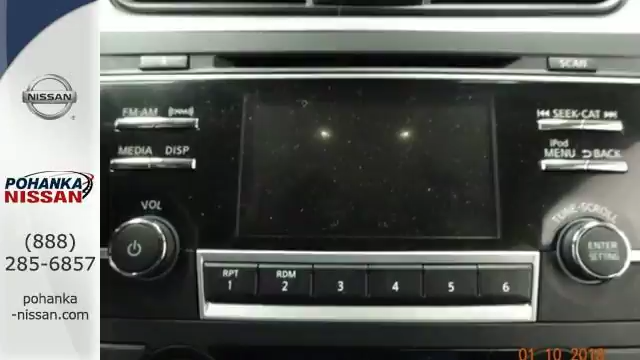 NISSAN
POHANKA
NISSAN
(888)
285-6857
pohanka
-nissan.com
SCAN
FM·AM
SEEK·CAT
MEDIA DISP
iPod
MENU BACK
VOL
TUNE·SCROLL
ENTER
SETTING
RPT RDM
1 2 3 4 5 6
01 10 2018